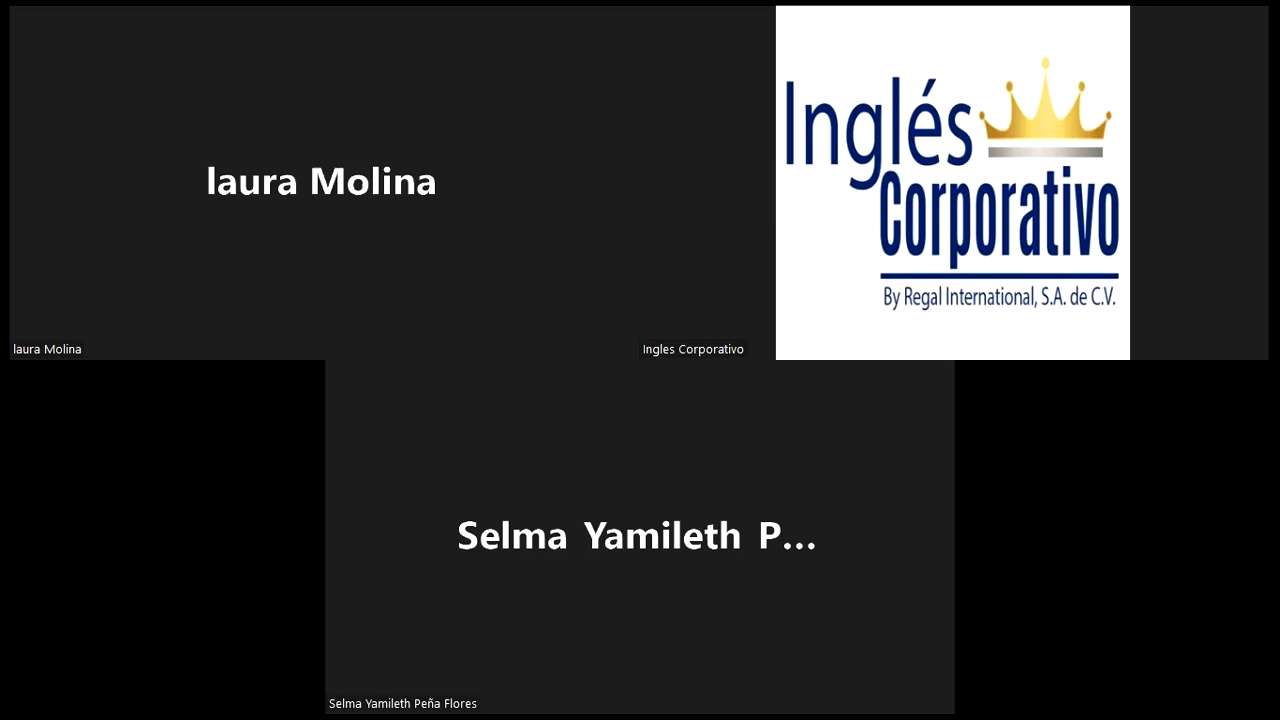 laura Molina
laura Molina
Inglés
Corporativo
By Regal International, S.A. de C.V.
Ingles Corporativo
Selma Yamileth P...
Selma Yamileth Peña Flores